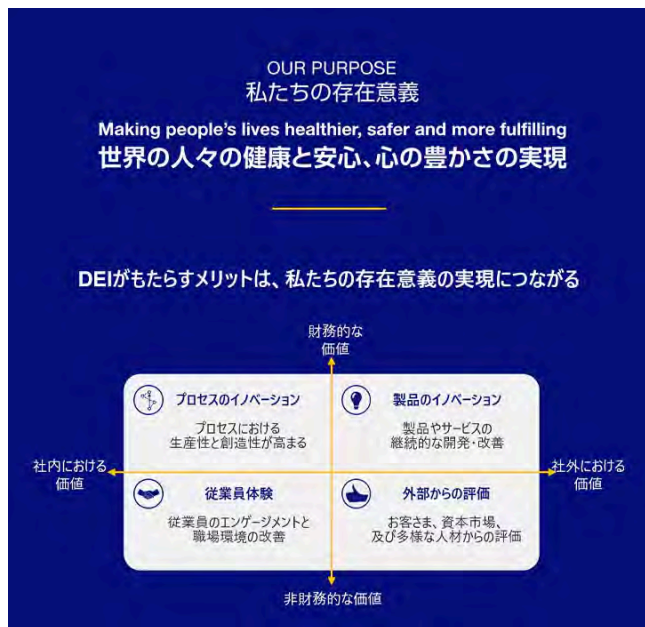 OUR PURPOSE
私たちの存在意義
Making people's lives healthier, safer and more fulfilling
世界の人々の健康と安心、心の豊かさの実現
DEIがもたらすメリットは、私たちの存在意義の実現につながる
財務的な
価値
プロセスのイノベーション
プロセスにおける
生産性と創造性が高まる
製品のイノベーション
製品やサービスの
継続的な開発・改善
社内における
価値
社外における
価値
従業員体験
従業員のエンゲージメントと
職場環境の改善
外部からの評価
お客さま、資本市場、
及び多様な人材からの評価
非財務的な価値